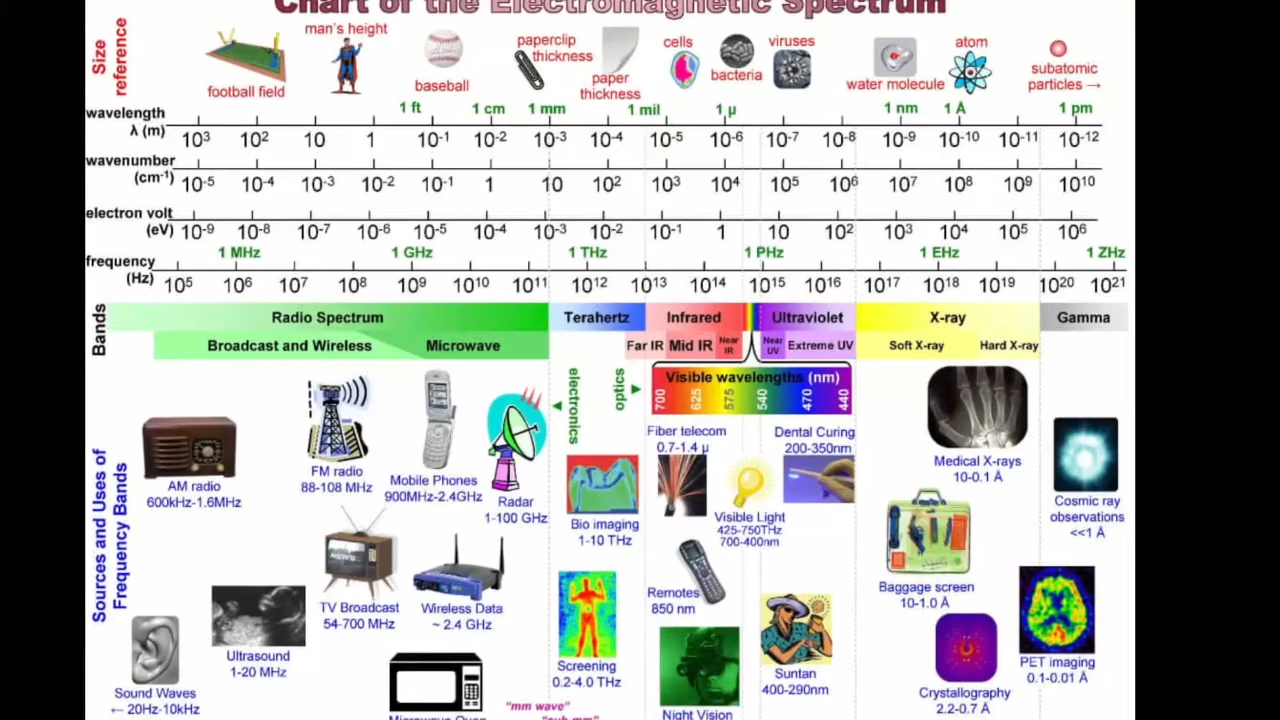 Chart of the Electromagnetic Spectrum
Size reference
football field
man's height
baseball
paperclip thickness
paper thickness
cells
bacteria
viruses
water molecule
atom
subatomic particles →
wavelength λ (m)
1 ft 1 cm 1 mm 1 mil 1 µ 1 nm 1 Å 1 pm
10³ 10² 10 1 10⁻¹ 10⁻² 10⁻³ 10⁻⁴ 10⁻⁵ 10⁻⁶ 10⁻⁷ 10⁻⁸ 10⁻⁹ 10⁻¹⁰ 10⁻¹¹ 10⁻¹²
wavenumber (cm⁻¹)
10⁻⁵ 10⁻⁴ 10⁻³ 10⁻² 10⁻¹ 1 10 10² 10³ 10⁴ 10⁵ 10⁶ 10⁷ 10⁸ 10⁹ 10¹⁰
electron volt (eV)
10⁻⁹ 10⁻⁸ 10⁻⁷ 10⁻⁶ 10⁻⁵ 10⁻⁴ 10⁻³ 10⁻² 10⁻¹ 1 10 10² 10³ 10⁴ 10⁵ 10⁶
1 MHz 1 GHz 1 THz 1 PHz 1 EHz 1 ZHz
frequency (Hz)
10⁵ 10⁶ 10⁷ 10⁸ 10⁹ 10¹⁰ 10¹¹ 10¹² 10¹³ 10¹⁴ 10¹⁵ 10¹⁶ 10¹⁷ 10¹⁸ 10¹⁹ 10²⁰ 10²¹
Bands
Radio Spectrum Terahertz Infrared Ultraviolet X-ray Gamma
Broadcast and Wireless Microwave Far IR Mid IR Near IR Near UV Extreme UV Soft X-ray Hard X-ray
electronics
optics
Visible wavelengths (nm)
700 625 575 540 470 440
Sources and Uses of
Frequency Bands
AM radio
600kHz-1.6MHz
FM radio
88-108 MHz
Mobile Phones
900MHz-2.4GHz
Radar
1-100 GHz
Bio imaging
1-10 THz
Fiber telecom
0.7-1.4 µ
Visible Light
425-750THz
700-400nm
Dental Curing
200-350nm
Medical X-rays
10-0.1 Å
Cosmic ray
observations
<<1 Å
Sound Waves
← 20Hz-10kHz
Ultrasound
1-20 MHz
NEWS
TV Broadcast
54-700 MHz
Wireless Data
~ 2.4 GHz
Screening
0.2-4.0 THz
Remotes
850 nm
Suntan
400-290nm
Baggage screen
10-1.0 Å
PET imaging
0.1-0.01 Å
Crystallography
2.2-0.7 Å
Microwave Oven
"mm wave"
"sub-mm"
Night Vision